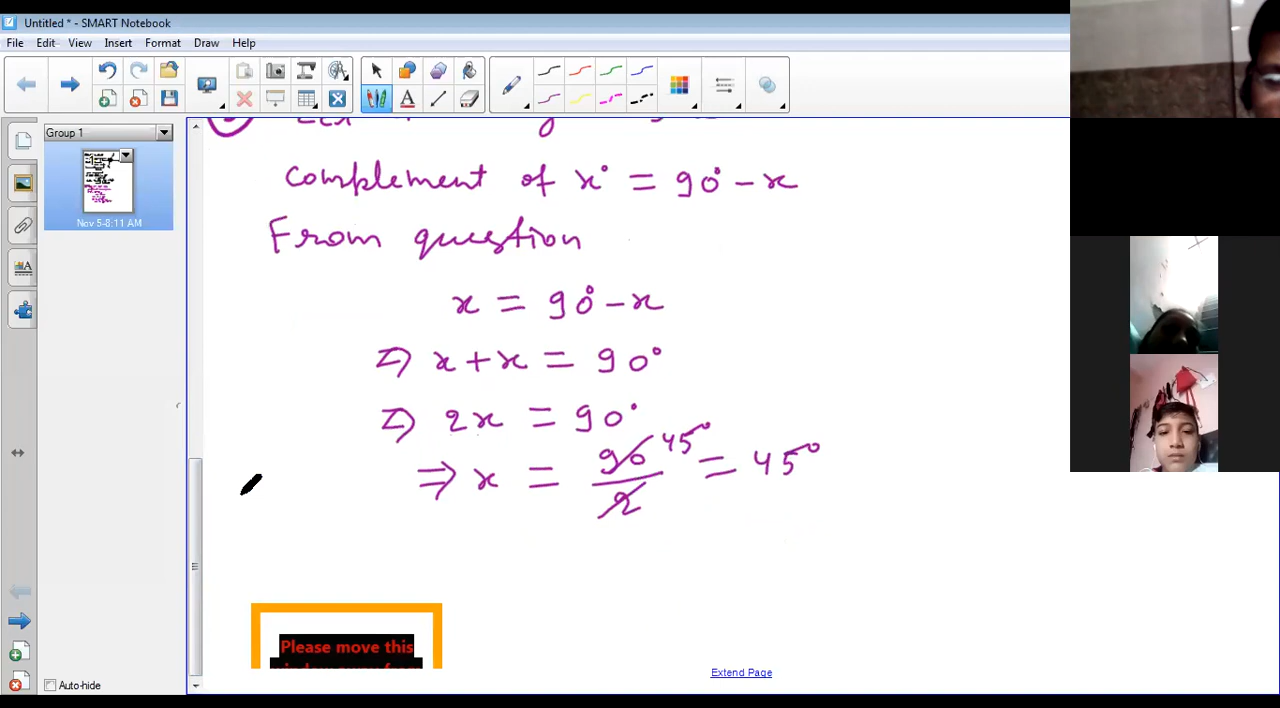 Untitled * - SMART Notebook
File Edit View Insert Format Draw Help
Group 1
Nov 5-8:11 AM
complement of x° = 90° - x
From question
x = 90° - x
⇒ x + x = 90°
⇒ 2x = 90°
⇒ x = 90/2 45° = 45°
Please move this
Extend Page
Auto-hide